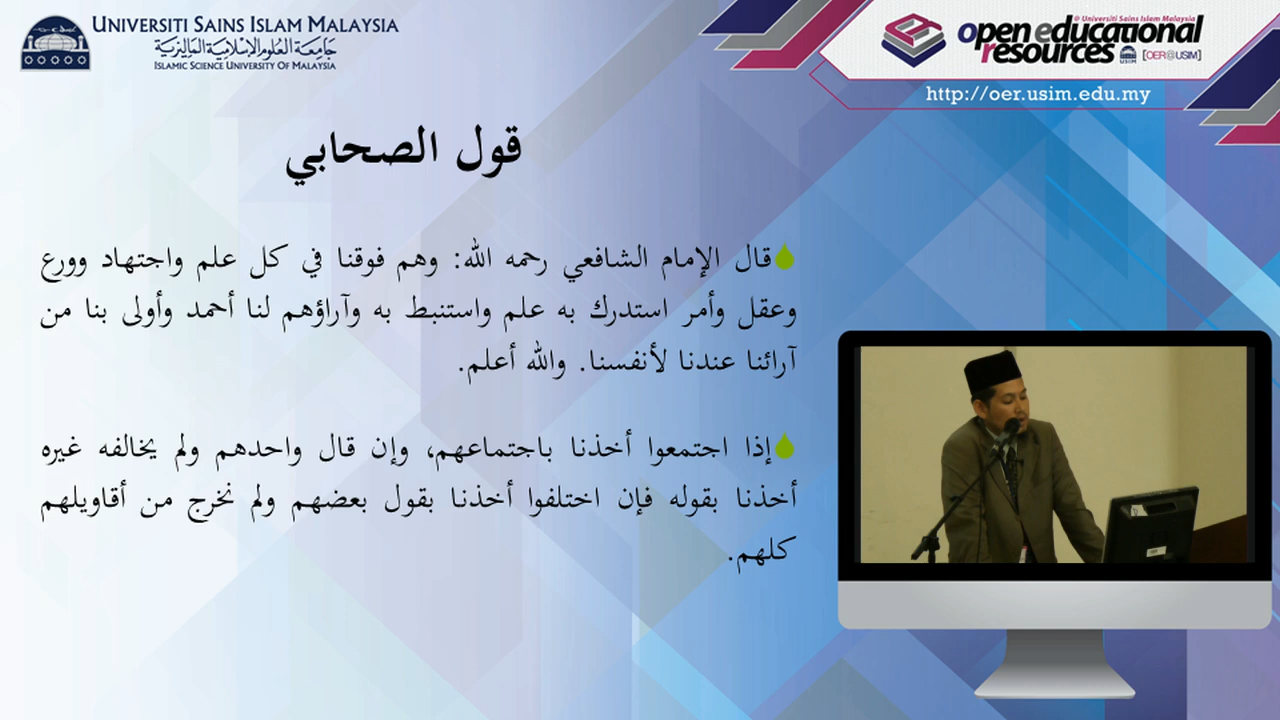 UNIVERSITI SAINS ISLAM MALAYSIA
جامعة العلوم الإسلامية الماليزية
ISLAMIC SCIENCE UNIVERSITY OF MALAYSIA
@ Universiti Sains Islam Malaysia
open educational
resources
USIM
[OER@USIM]
http://oer.usim.edu.my
قول الصحابي
قال الإمام الشافعي رحمه الله: وهم فوقنا في كل علم واجتهاد وورع
وعقل وأمر استدرك به علم واستنبط به وآراؤهم لنا أحمد وأولى بنا من
آرائنا عندنا لأنفسنا. والله أعلم.
إذا اجتمعوا أخذنا باجتماعهم، وإن قال واحدهم ولم يخالفه غيره
أخذنا بقوله فإن اختلفوا أخذنا بقول بعضهم ولم نخرج من أقاويلهم
كلهم.